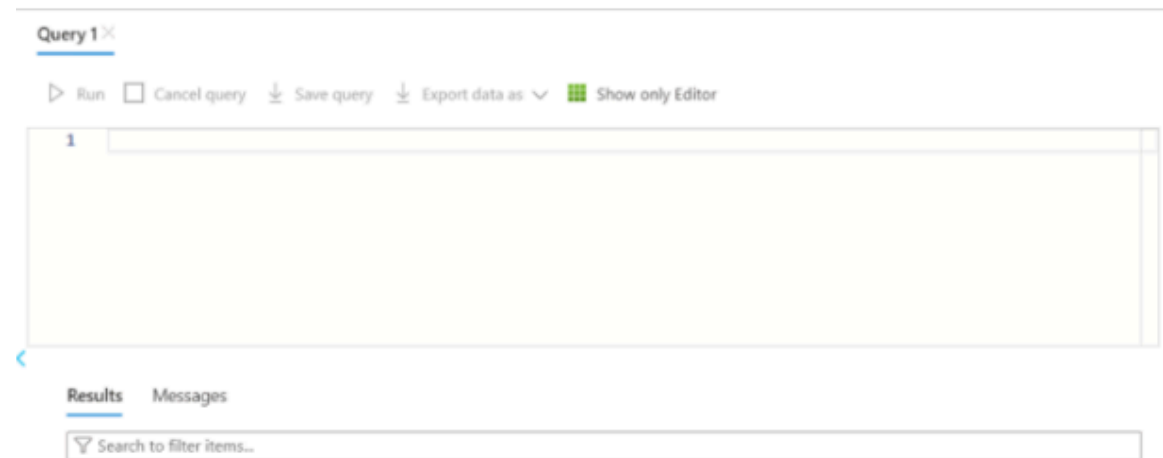 Query 1
Run Cancel query Save query Export data as Show only Editor
1
Results Messages
Search to filter items...